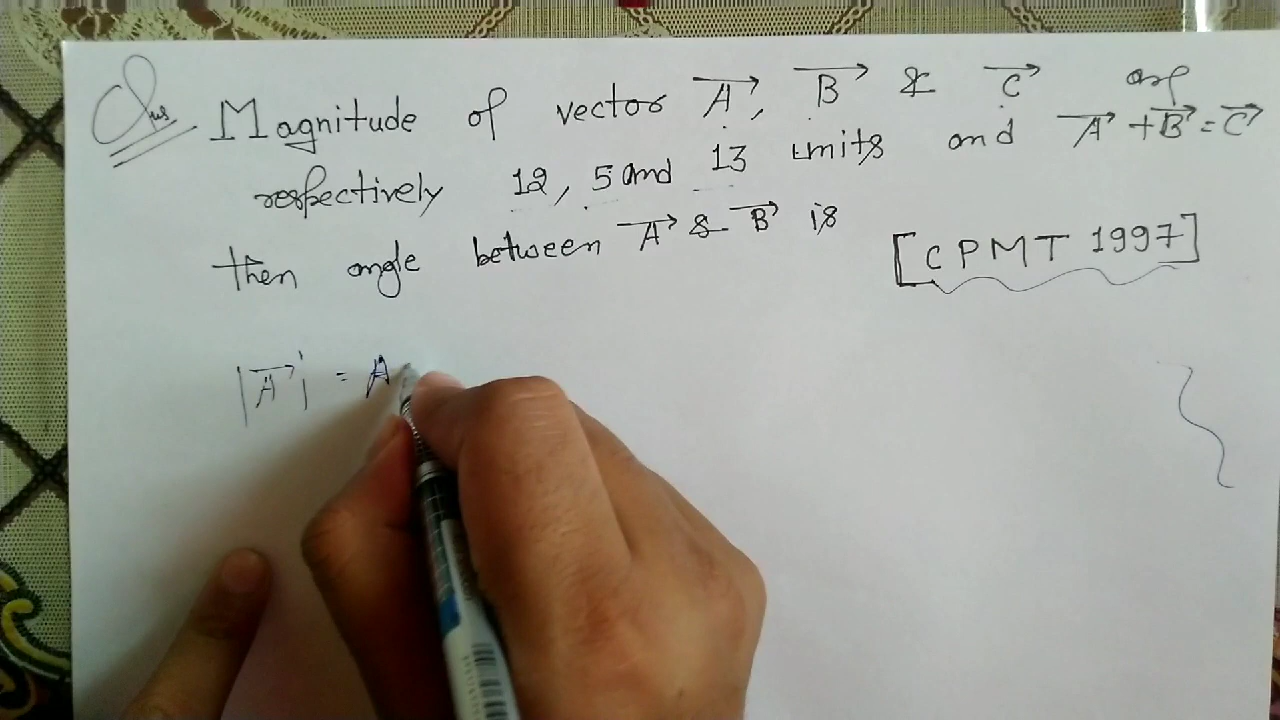 Ques Magnitude of vector A, B & C are
respectively 12, 5 and 13 units and A + B = C
then angle between A & B is
[CPMT 1997]
|A| = A